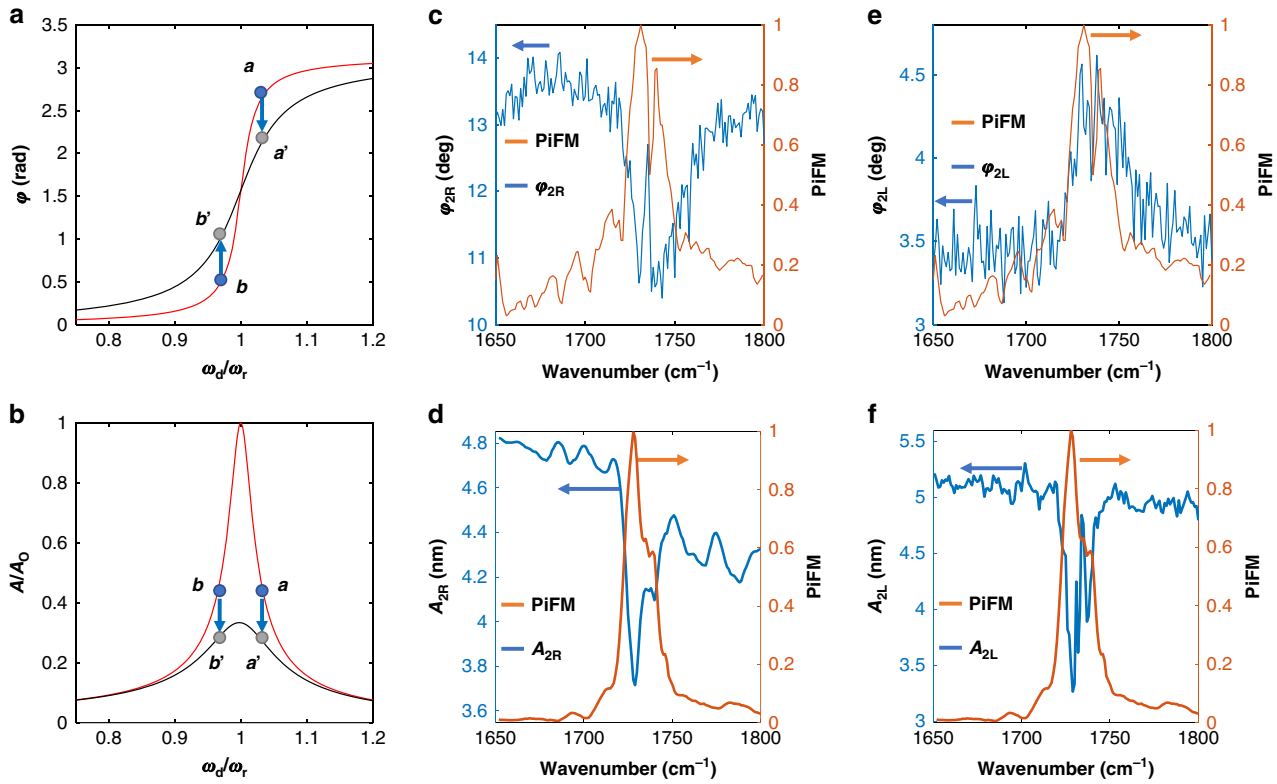 a
3.5
3
2.5
2
1.5
1
0.5
0
φ (rad)
a
a'
b'
b
0.8
0.9
1
1.1
1.2
ωd/ωr
b
1
0.8
0.6
0.4
0.2
0
A/AO
b
a
b'
a'
0.8
0.9
1
1.1
1.2
ωd/ωr
c
14
13
12
11
10
φ2R (deg)
PiFM
φ2R
1
0.8
0.6
0.4
0.2
0
PiFM
1650
1700
1750
1800
Wavenumber (cm−1)
d
4.8
4.6
4.4
4.2
4
3.8
3.6
A2R (nm)
PiFM
A2R
1
0.8
0.6
0.4
0.2
0
1650
1700
1750
1800
Wavenumber (cm−1)
e
4.5
4
3.5
3
φ2L (deg)
PiFM
φ2L
1
0.8
0.6
0.4
0.2
0
PiFM
1650
1700
1750
1800
Wavenumber (cm−1)
f
5.5
5
4.5
4
3.5
3
A2L (nm)
PiFM
A2L
1
0.8
0.6
0.4
0.2
0
PiFM
1650
1700
1750
1800
Wavenumber (cm−1)